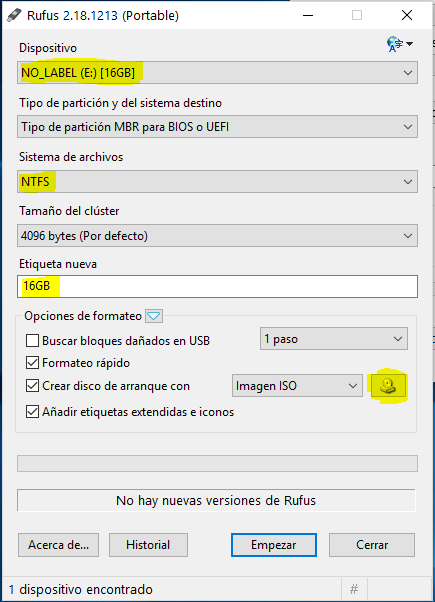 Rufus 2.18.1213 (Portable)
Dispositivo
NO_LABEL (E:) [16GB]
Tipo de partición y del sistema destino
Tipo de partición MBR para BIOS o UEFI
Sistema de archivos
NTFS
Tamaño del clúster
4096 bytes (Por defecto)
Etiqueta nueva
16GB
Opciones de formateo
Buscar bloques dañados en USB 1 paso
Formateo rápido
Crear disco de arranque con Imagen ISO
Añadir etiquetas extendidas e iconos
No hay nuevas versiones de Rufus
Acerca de... Historial Empezar Cerrar
1 dispositivo encontrado #